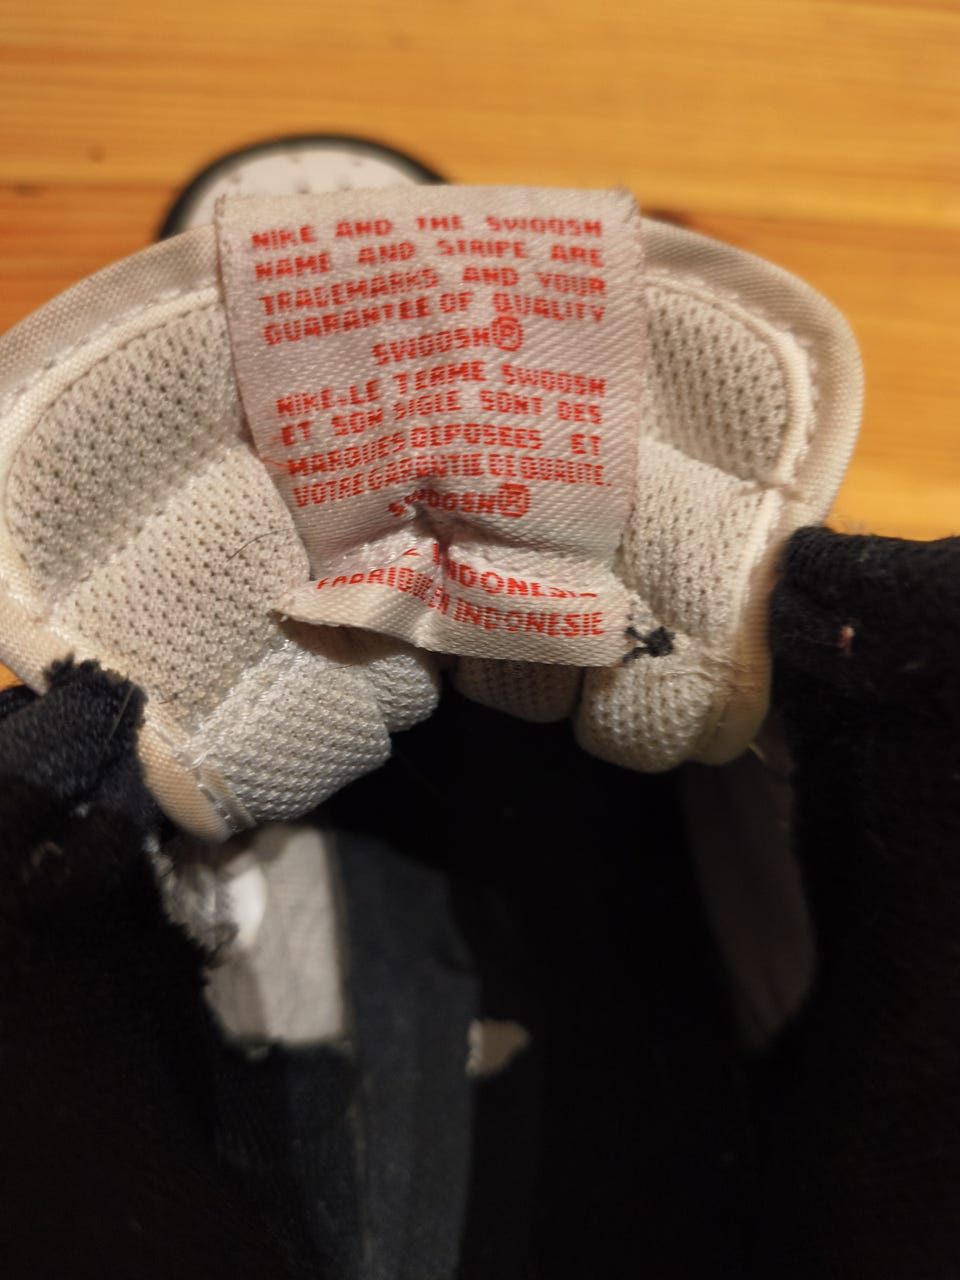 NIKE AND THE SWOOSH
NAME AND STRIPE ARE
TRADEMARKS AND YOUR
GUARANTEE OF QUALITY
SWOOSH®
NIKE-LE TERME SWOOSH
ET SON SIGLE SONT DES
MARQUES DEPOSEES ET
VOTRE GARANTIE DE QUALITE.
SWOOSH®
INDONESIA
FABRIQUE EN INDONESIE